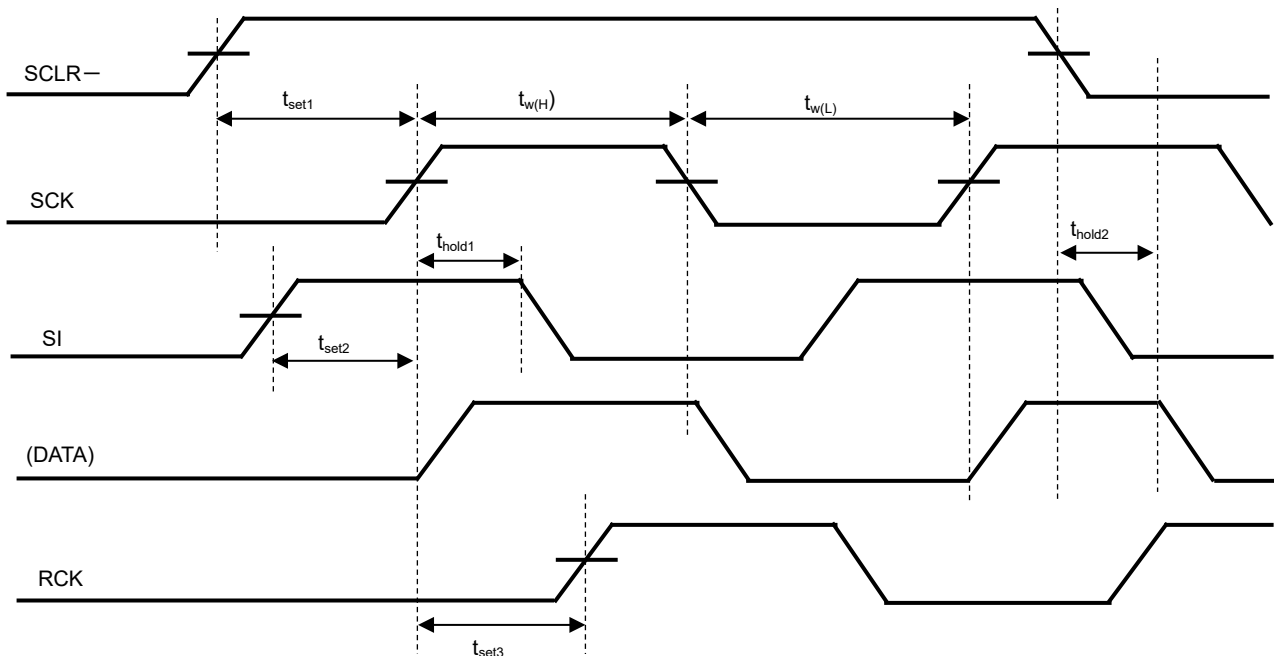 SCLR－
tset1
tw(H))
tw(L)
SCK
thold1
thold2
SI
tset2
(DATA)
RCK
tset3